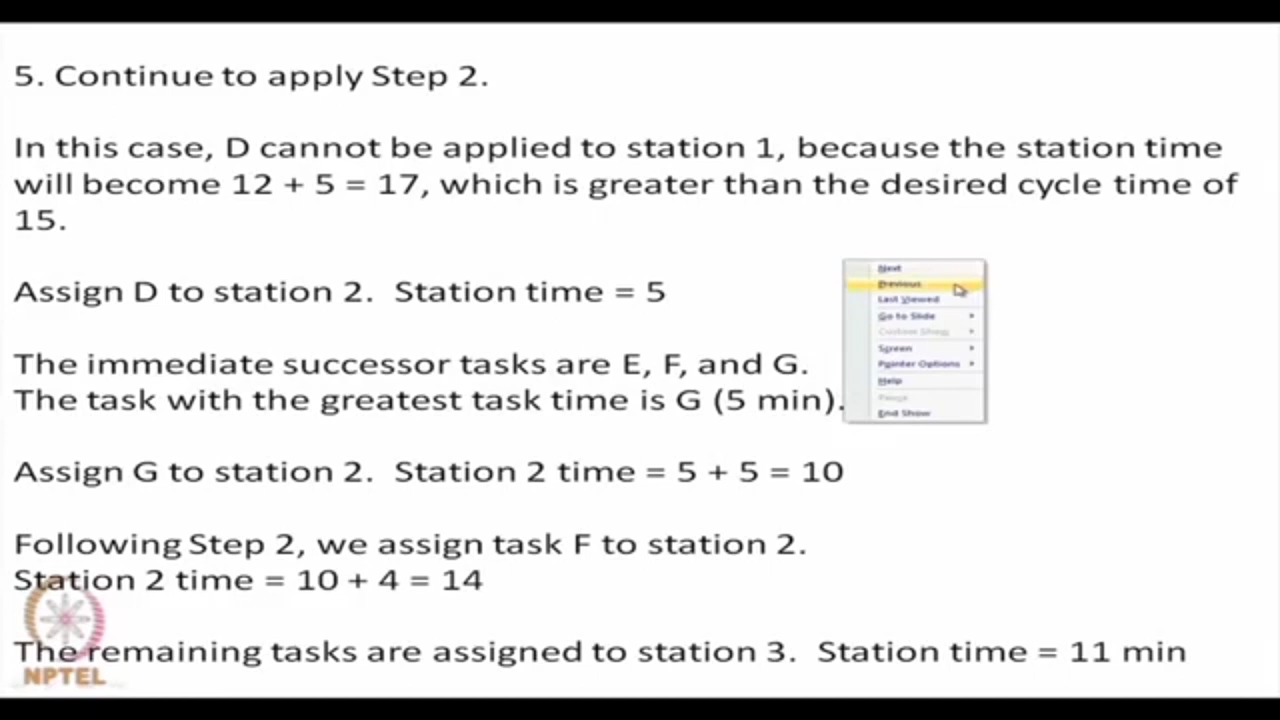 5. Continue to apply Step 2.
In this case, D cannot be applied to station 1, because the station time
will become 12 + 5 = 17, which is greater than the desired cycle time of
15.
Assign D to station 2.  Station time = 5
Next
Previous
Last Viewed
Go to Slide
Custom Show
Screen
Pointer Options
Help
Pause
End Show
The immediate successor tasks are E, F, and G.
The task with the greatest task time is G (5 min).
Assign G to station 2.  Station 2 time = 5 + 5 = 10
Following Step 2, we assign task F to station 2.
Station 2 time = 10 + 4 = 14
The remaining tasks are assigned to station 3.  Station time = 11 min
NPTEL